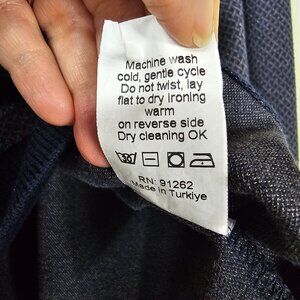 Machine wash
cold, gentle cycle
Do not twist, lay
flat to dry ironing
warm
on reverse side
Dry cleaning OK
RN: 91262
Made in Turkiye